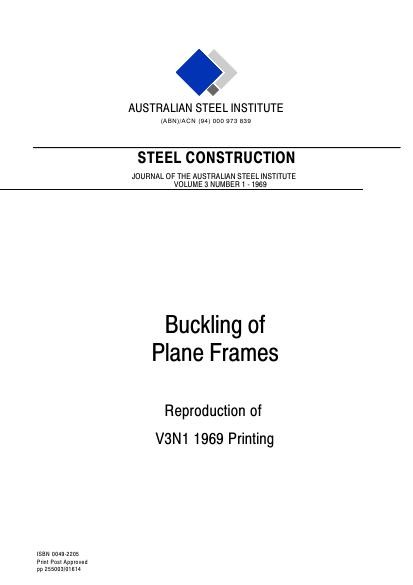 AUSTRALIAN STEEL INSTITUTE
(ABN)/ACN (94) 000 973 839
STEEL CONSTRUCTION
JOURNAL OF THE AUSTRALIAN STEEL INSTITUTE
VOLUME 3 NUMBER 1 - 1969
Buckling of
Plane Frames
Reproduction of
V3N1 1969 Printing
ISBN 0049-2205
Print Post Approved
pp 255003/01614